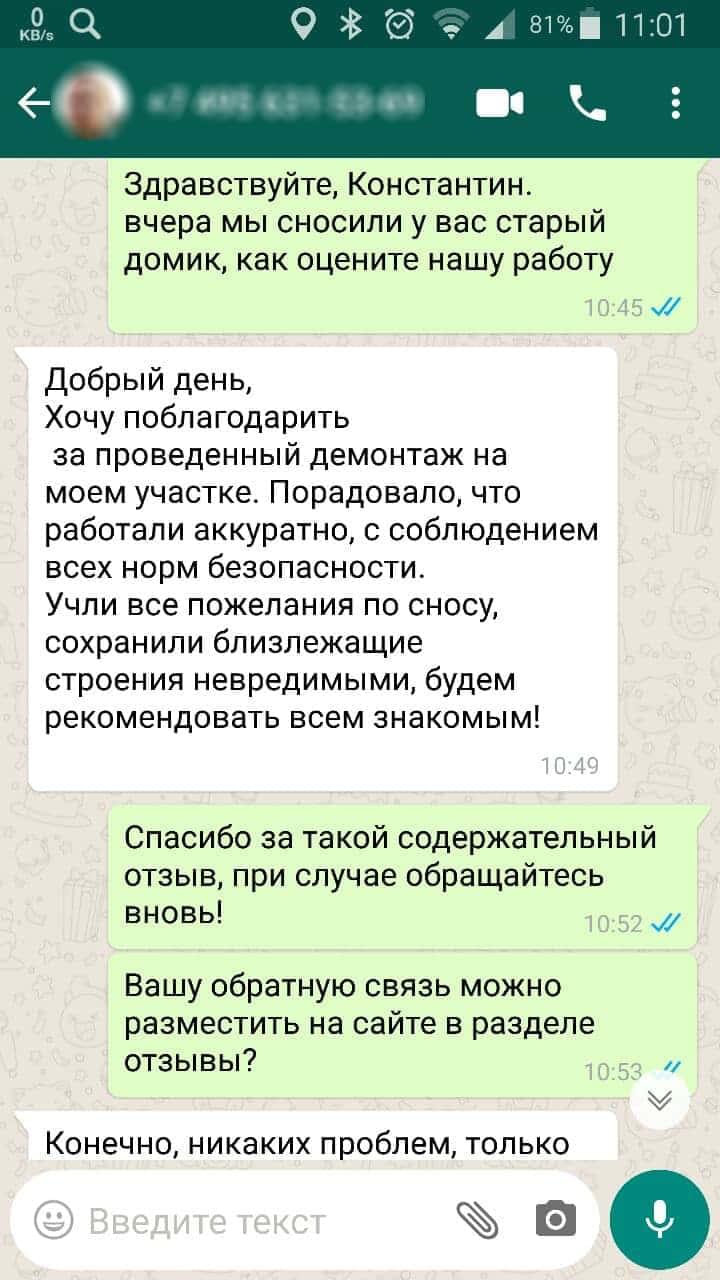 0
KB/s
81%
11:01
Здравствуйте, Константин.
вчера мы сносили у вас старый
домик, как оцените нашу работу
10:45
Добрый день,
Хочу поблагодарить
за проведенный демонтаж на
моем участке. Порадовало, что
работали аккуратно, с соблюдением
всех норм безопасности.
Учли все пожелания по сносу,
сохранили близлежащие
строения невредимыми, будем
рекомендовать всем знакомым!
10:49
Спасибо за такой содержательный
отзыв, при случае обращайтесь
вновь!
10:52
Вашу обратную связь можно
разместить на сайте в разделе
отзывы?
10:53
Конечно, никаких проблем, только
Введите текст